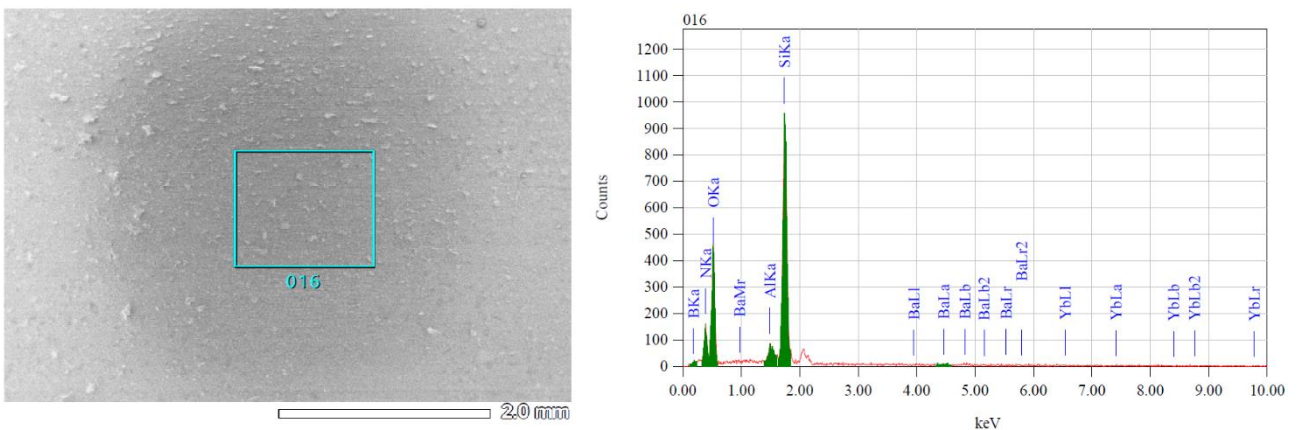 016
2.0 mm
016
Counts
1200
1100
1000
900
800
700
600
500
400
300
200
100
0
BKa
NKa
OKa
BaMr
AlKa
SiKa
BaLl
BaLa
BaLb
BaLb2
BaLr
BaLr2
YbLl
YbLa
YbLb
YbLb2
YbLr
0.00 1.00 2.00 3.00 4.00 5.00 6.00 7.00 8.00 9.00 10.00
keV